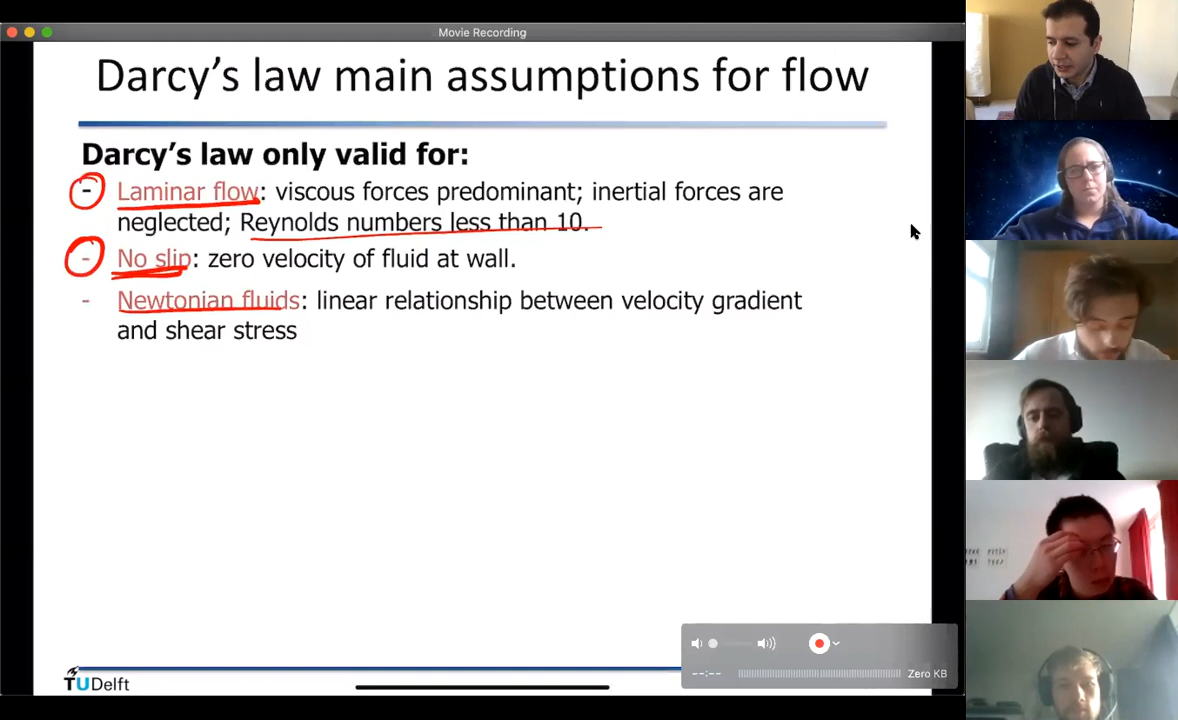 Movie Recording
Darcy's law main assumptions for flow
Darcy's law only valid for:
- Laminar flow: viscous forces predominant; inertial forces are
neglected; Reynolds numbers less than 10.
- No slip: zero velocity of fluid at wall.
- Newtonian fluids: linear relationship between velocity gradient
and shear stress
--:-- Zero KB
TUDelft